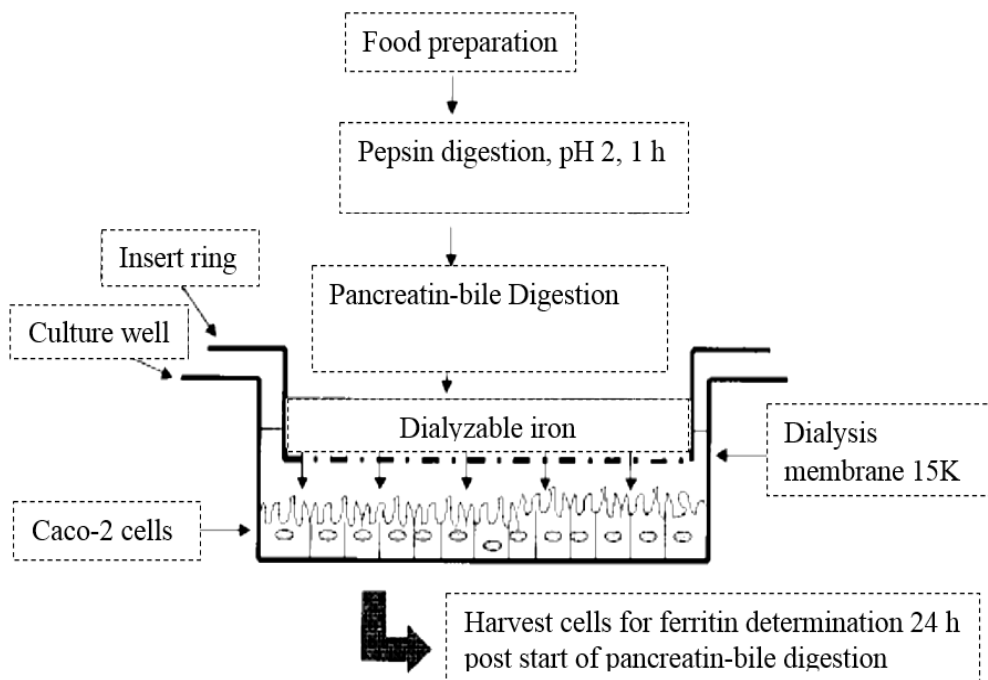 Food preparation
Pepsin digestion, pH 2, 1 h
Insert ring
Pancreatin-bile Digestion
Culture well
Dialyzable iron
Dialysis
membrane 15K
Caco-2 cells
Harvest cells for ferritin determination 24 h
post start of pancreatin-bile digestion